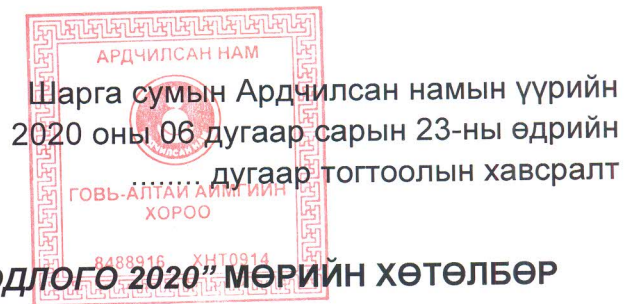 АРДЧИЛСАН НАМ
Шарга сумын Ардчилсан намын үүрийн
2020 оны 06 дугаар сарын 23-ны өдрийн
........ дугаар тогтоолын хавсралт
ГОВЬ-АЛТАЙ АЙМГИЙН
ХОРОО
8488916 ХНТ0914
ОДЛОГО 2020” МӨРИЙН ХӨТӨЛБӨР